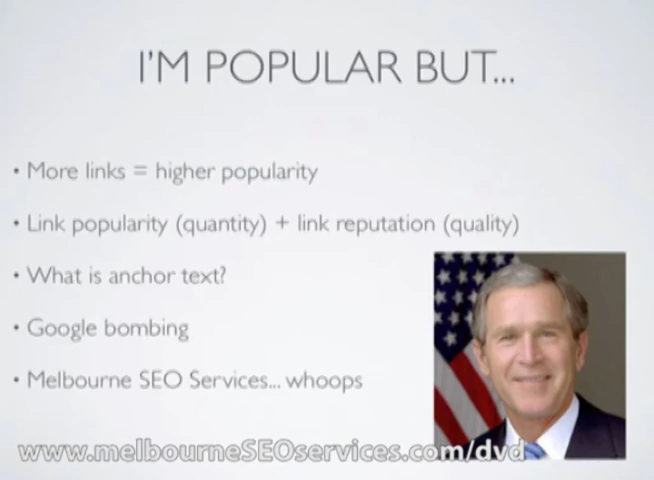 I'M POPULAR BUT...
• More links = higher popularity
• Link popularity (quantity) + link reputation (quality)
• What is anchor text?
• Google bombing
• Melbourne SEO Services... whoops
www.melbourneSEOservices.com/dvd